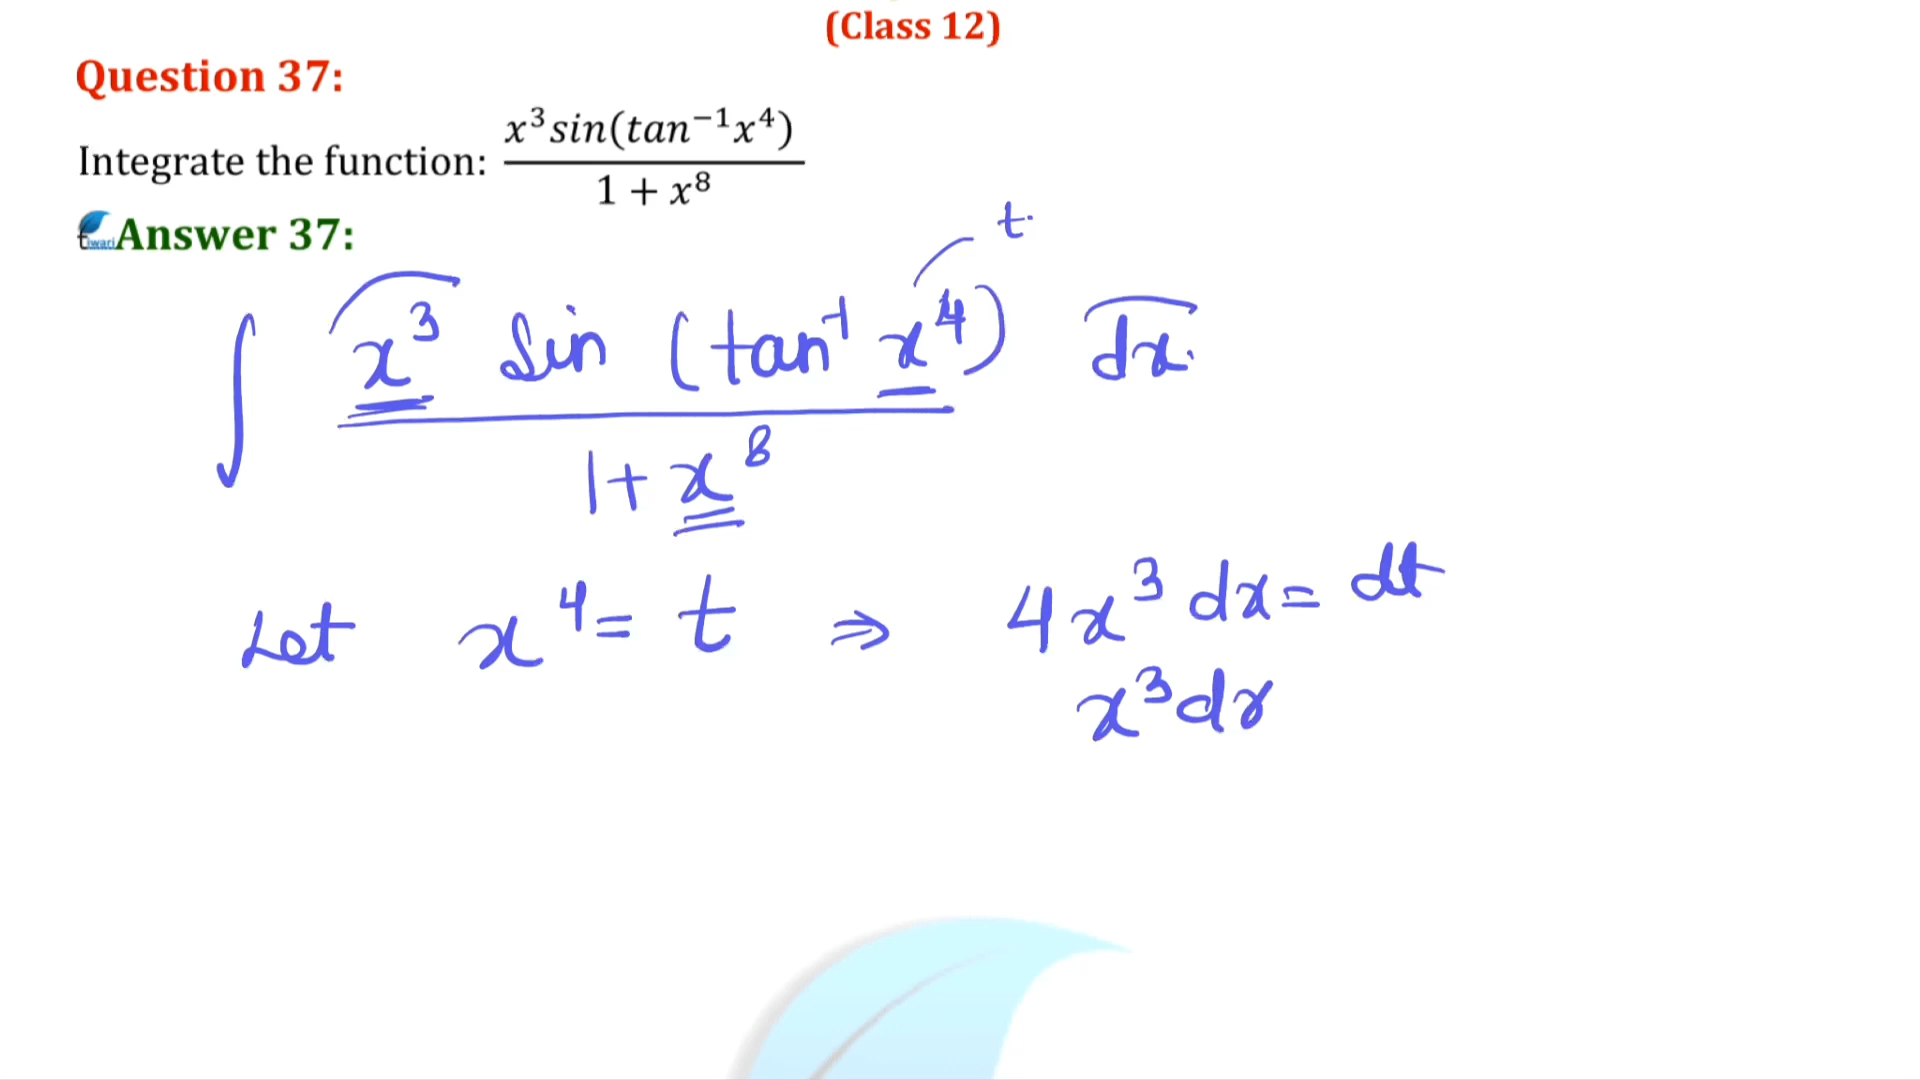 (Class 12)
Question 37:
Integrate the function: x³sin(tan⁻¹x⁴) / 1 + x⁸
tiwari Answer 37:
t.
∫ x³ sin (tan⁻¹ x⁴) / 1 + x⁸ dx.
Let x⁴ = t ⇒ 4x³ dx = dt
x³dx